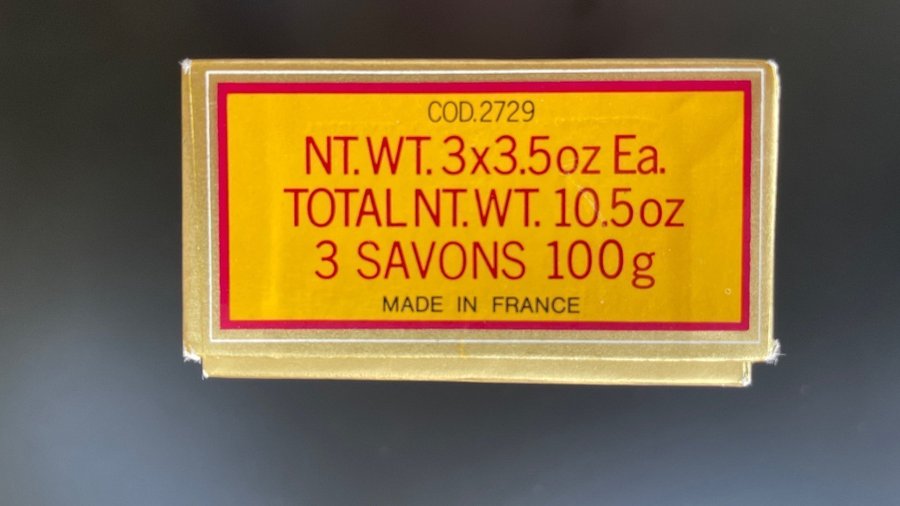 COD.2729
NT.WT. 3x3.5oz Ea.
TOTAL NT.WT. 10.5oz
3 SAVONS 100g
MADE IN FRANCE